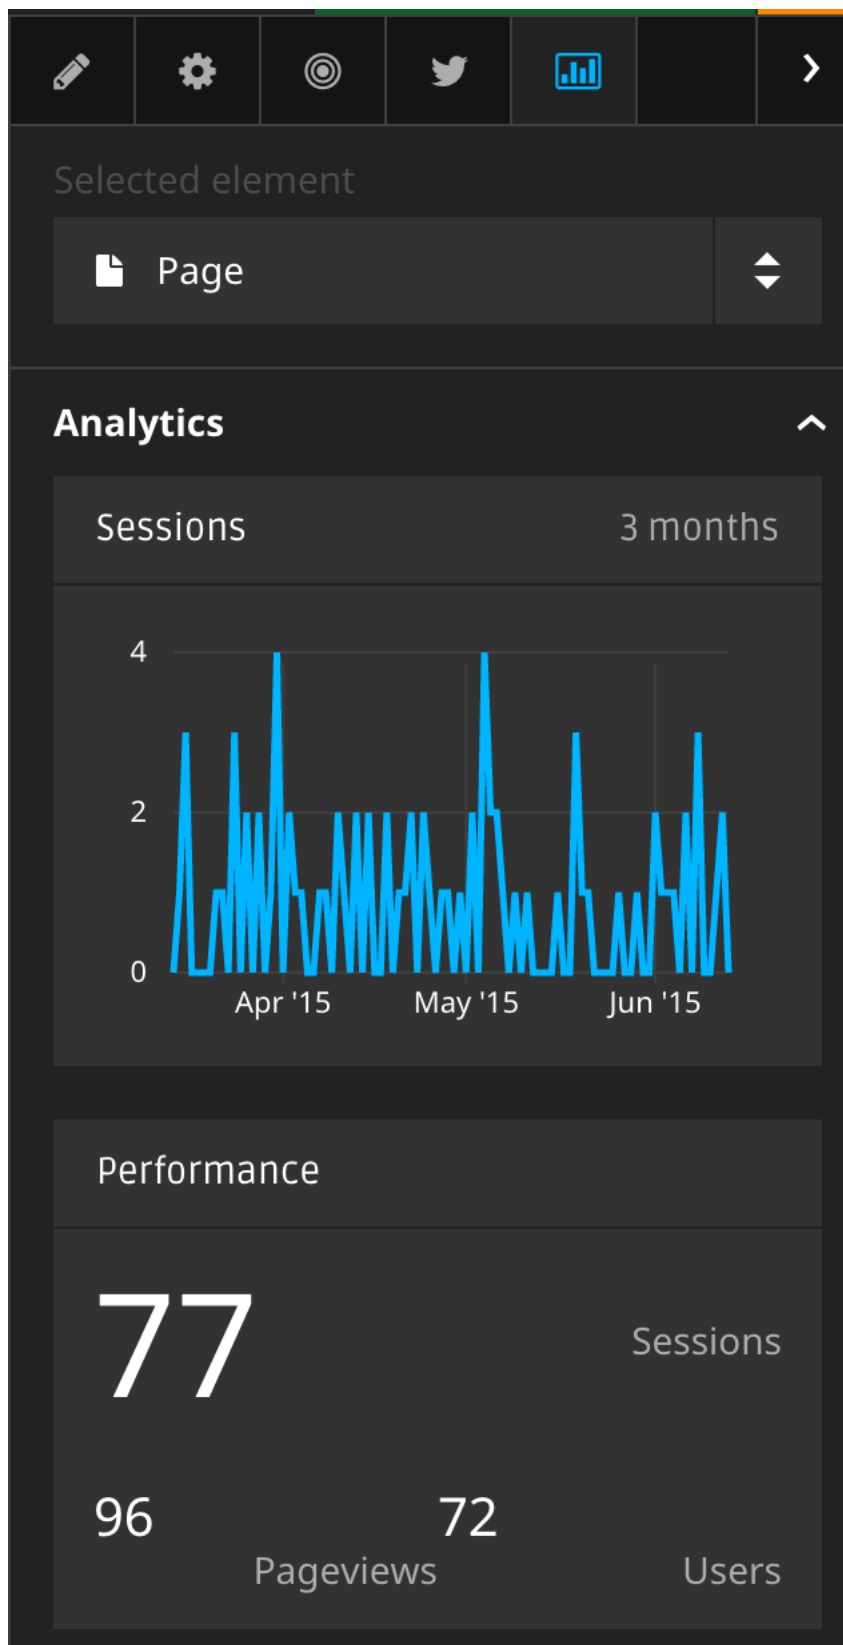 Selected element
Page
Analytics
Sessions 3 months
4
2
0
Apr '15 May '15 Jun '15
Performance
77 Sessions
96 72
Pageviews Users